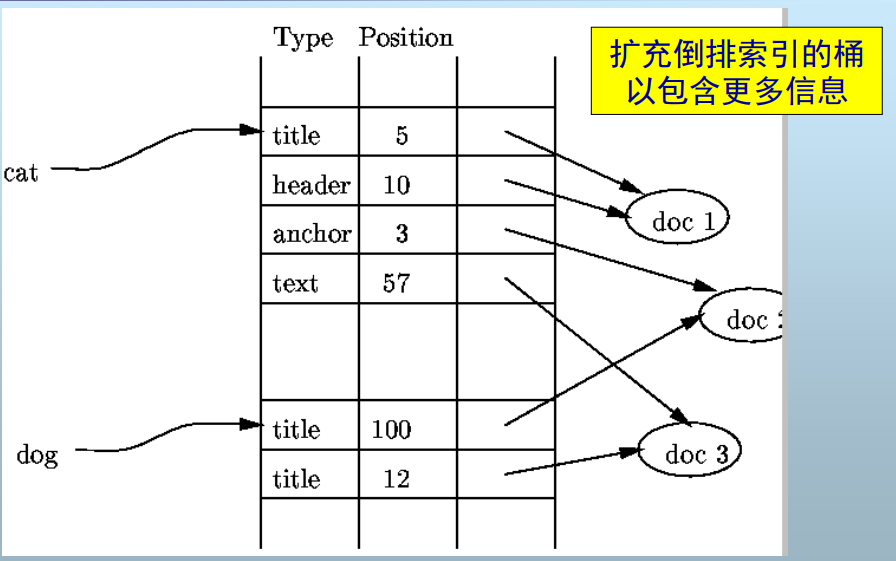 Type Position
扩充倒排索引的桶
以包含更多信息
cat
title 5
header 10
anchor 3
text 57
doc 1
doc
dog
title 100
title 12
doc 3